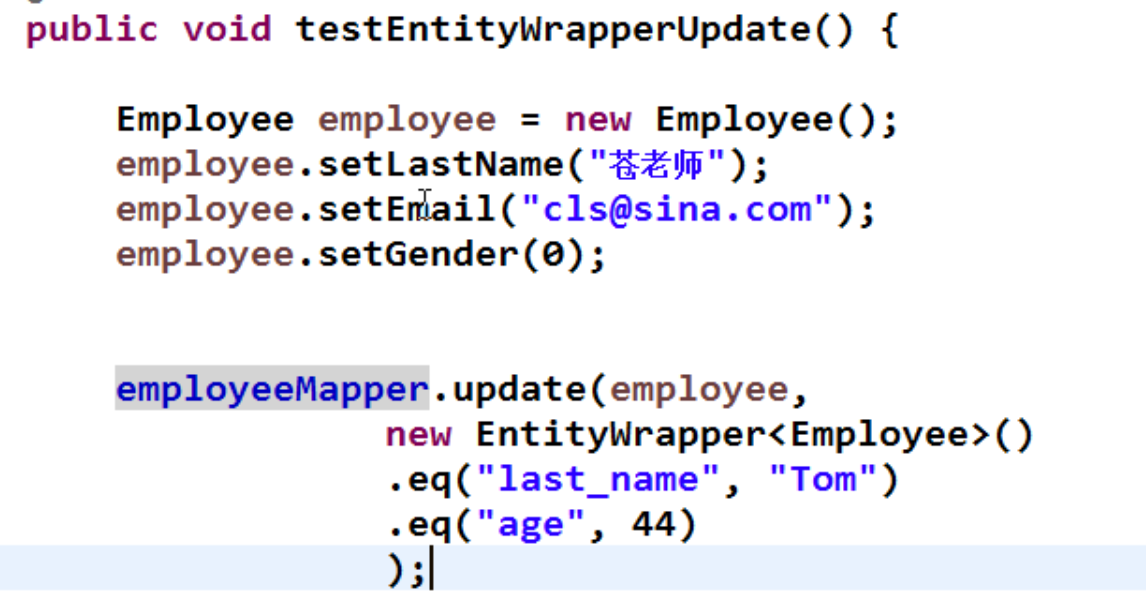 public void testEntityWrapperUpdate() {
Employee employee = new Employee();
employee.setLastName("苍老师");
employee.setEmail("cls@sina.com");
employee.setGender(0);
employeeMapper.update(employee,
new EntityWrapper<Employee>()
.eq("last_name", "Tom")
.eq("age", 44)
);